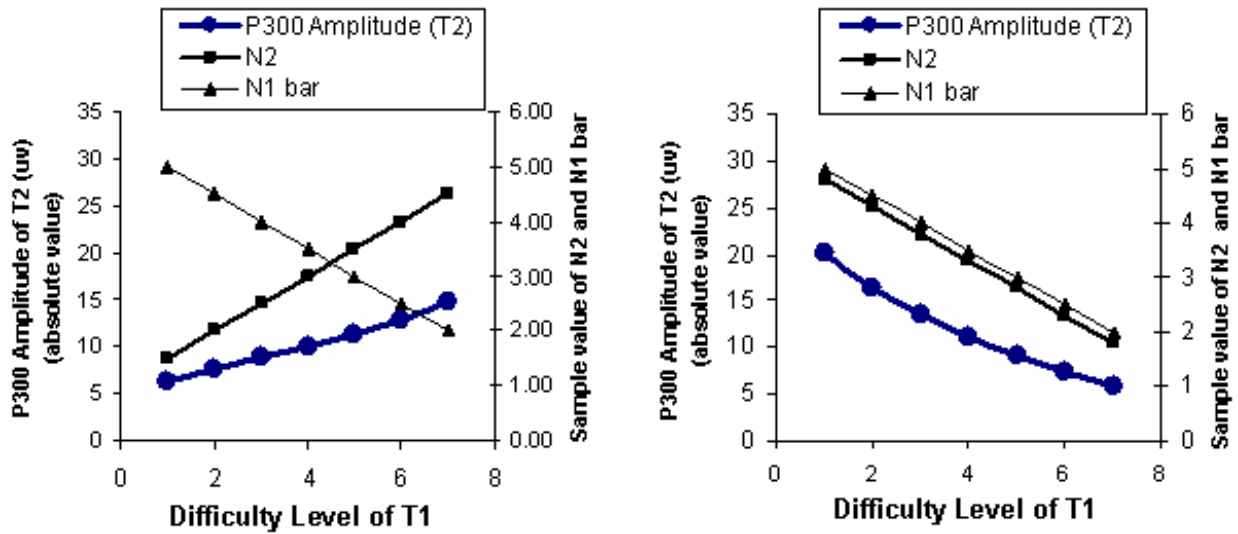 P300 Amplitude (T2)
N2
N1 bar
P300 Amplitude of T2 (uv)
(absolute value)
35
30
25
20
15
10
5
0
6.00
5.00
4.00
3.00
2.00
1.00
0.00
Sample value of N2 and N1 bar
0 2 4 6 8
Difficulty Level of T1
P300 Amplitude (T2)
N2
N1 bar
P300 Amplitude of T2 (uv)
(absolute value)
35
30
25
20
15
10
5
0
6
5
4
3
2
1
0
Sample value of N2 and N1 bar
0 2 4 6 8
Difficulty Level of T1